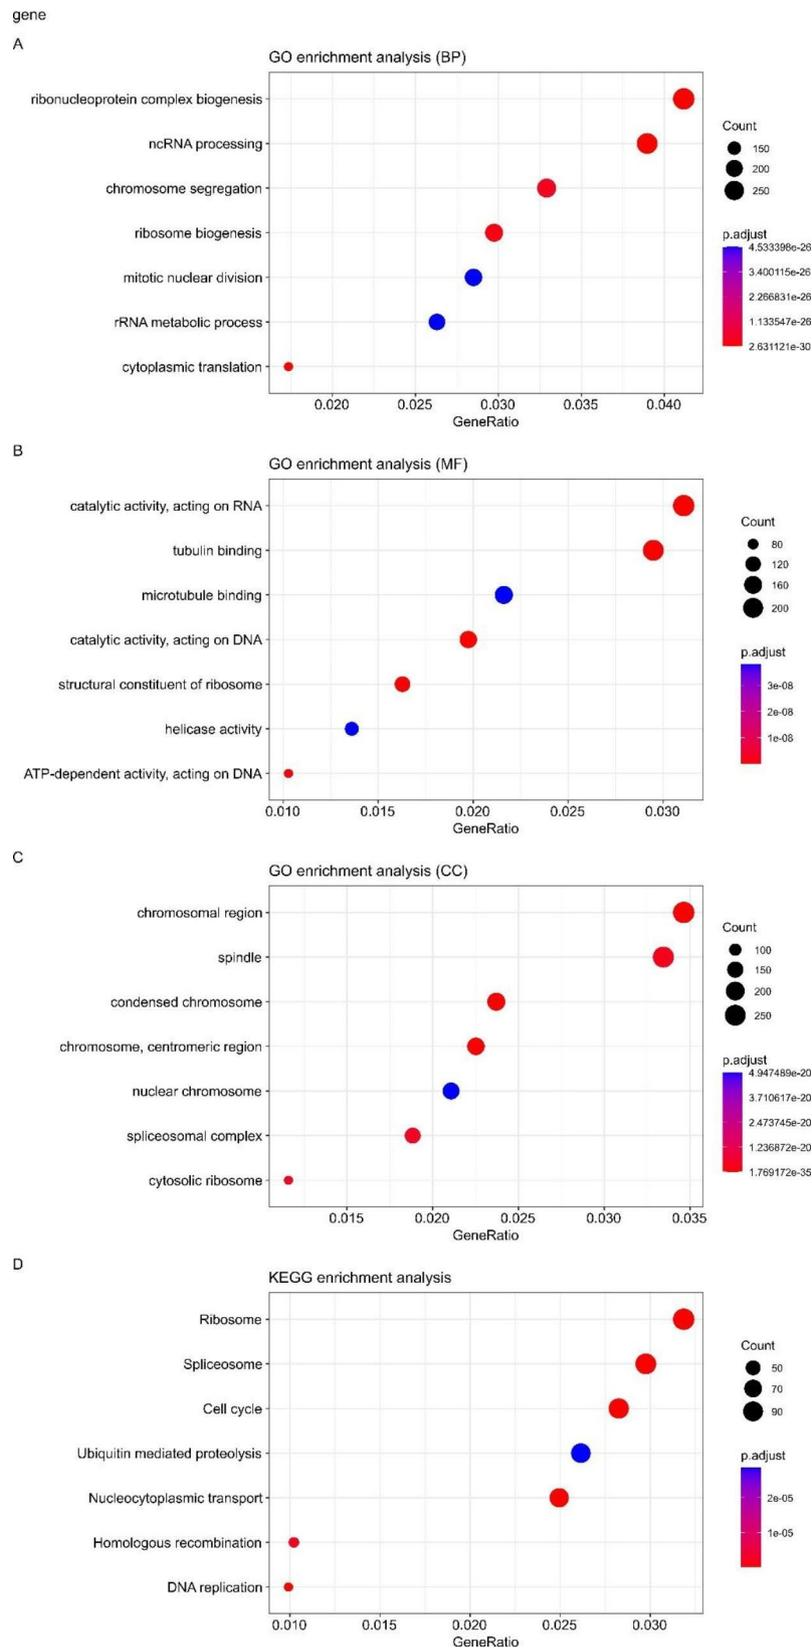 gene
A
GO enrichment analysis (BP)
ribonucleoprotein complex biogenesis
ncRNA processing
chromosome segregation
ribosome biogenesis
mitotic nuclear division
rRNA metabolic process
cytoplasmic translation
0.020 0.025 0.030 0.035 0.040
GeneRatio
Count
150
200
250
p.adjust
4.533398e-26
3.400115e-26
2.266831e-26
1.133547e-26
2.631121e-30
B
GO enrichment analysis (MF)
catalytic activity, acting on RNA
tubulin binding
microtubule binding
catalytic activity, acting on DNA
structural constituent of ribosome
helicase activity
ATP-dependent activity, acting on DNA
0.010 0.015 0.020 0.025 0.030
GeneRatio
Count
80
120
160
200
p.adjust
3e-08
2e-08
1e-08
C
GO enrichment analysis (CC)
chromosomal region
spindle
condensed chromosome
chromosome, centromeric region
nuclear chromosome
spliceosomal complex
cytosolic ribosome
0.015 0.020 0.025 0.030 0.035
GeneRatio
Count
100
150
200
250
p.adjust
4.947489e-20
3.710617e-20
2.473745e-20
1.236872e-20
1.769172e-35
D
KEGG enrichment analysis
Ribosome
Spliceosome
Cell cycle
Ubiquitin mediated proteolysis
Nucleocytoplasmic transport
Homologous recombination
DNA replication
0.010 0.015 0.020 0.025 0.030
GeneRatio
Count
50
70
90
p.adjust
2e-05
1e-05